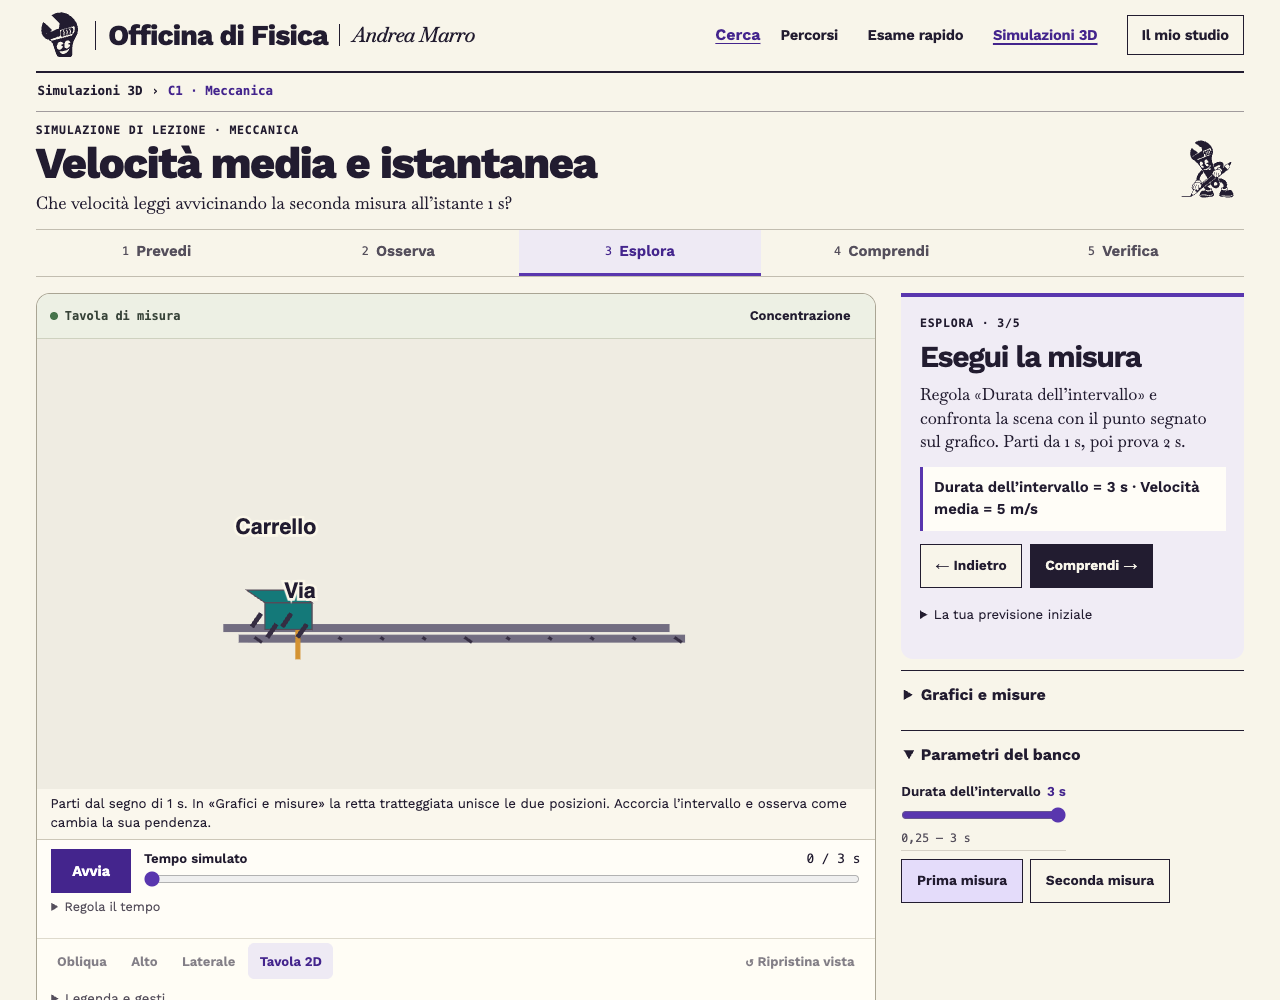 Officina di Fisica
Andrea Marro
Cerca
Percorsi
Esame rapido
Simulazioni 3D
Il mio studio
Simulazioni 3D › C1 · Meccanica
SIMULAZIONE DI LEZIONE · MECCANICA
Velocità media e istantanea
Che velocità leggi avvicinando la seconda misura all’istante 1 s?
1 Prevedi
2 Osserva
3 Esplora
4 Comprendi
5 Verifica
Tavola di misura
Concentrazione
Carrello
Via
Parti dal segno di 1 s. In «Grafici e misure» la retta tratteggiata unisce le due posizioni. Accorcia l’intervallo e osserva come
cambia la sua pendenza.
Avvia
Tempo simulato
0 / 3 s
Regola il tempo
Obliqua
Alto
Laterale
Tavola 2D
↺ Ripristina vista
Legenda e gesti
ESPLORA · 3/5
Esegui la misura
Regola «Durata dell’intervallo» e
confronta la scena con il punto segnato
sul grafico. Parti da 1 s, poi prova 2 s.
Durata dell’intervallo = 3 s · Velocità
media = 5 m/s
← Indietro
Comprendi →
La tua previsione iniziale
Grafici e misure
Parametri del banco
Durata dell’intervallo 3 s
0,25 — 3 s
Prima misura
Seconda misura